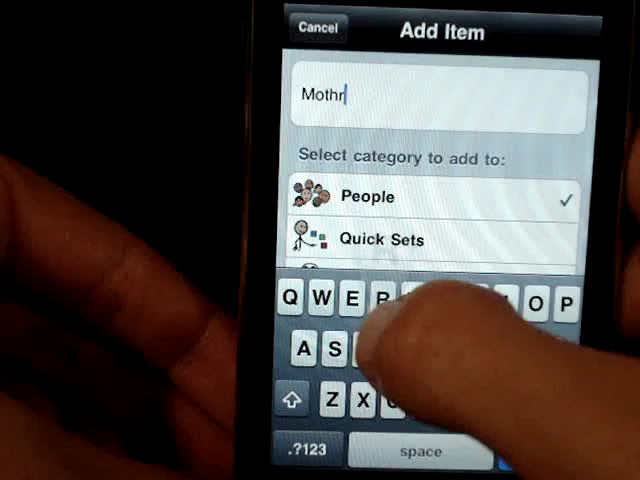 Cancel Add Item
Mothr
Select category to add to:
People
Quick Sets
Q W E R O P
A S
Z X
.?123 space